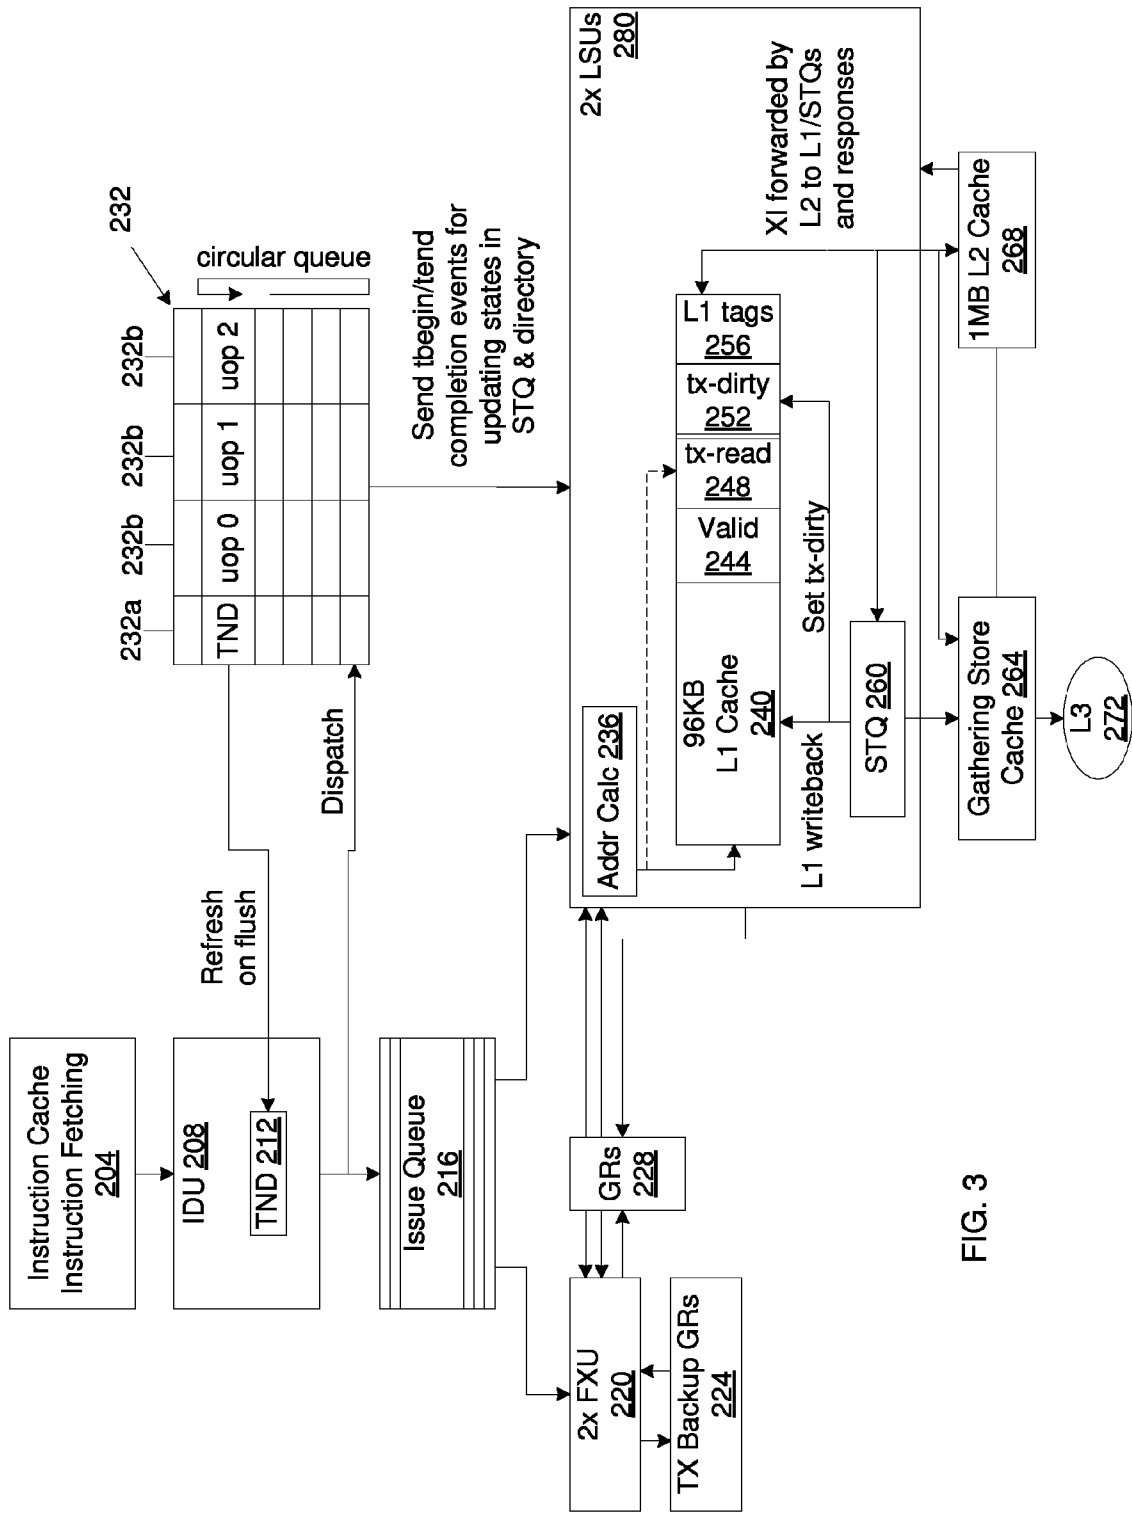 Instruction Cache
Instruction Fetching
204
IDU 208
TND 212
Refresh
on flush
Dispatch
232
232a
232b
232b
232b
TND
uop 0
uop 1
uop 2
circular queue
Issue Queue
216
Send tbegin/tend
completion events for
updating states in
STQ & directory
2x FXU
220
TX Backup GRs
224
GRs
228
2x LSUs
280
Addr Calc 236
96KB
L1 Cache
240
Valid
244
tx-read
248
tx-dirty
252
L1 tags
256
XI forwarded by
L2 to L1/STQs
and responses
L1 writeback
Set tx-dirty
STQ 260
Gathering Store
Cache 264
1MB L2 Cache
268
L3
272
FIG. 3